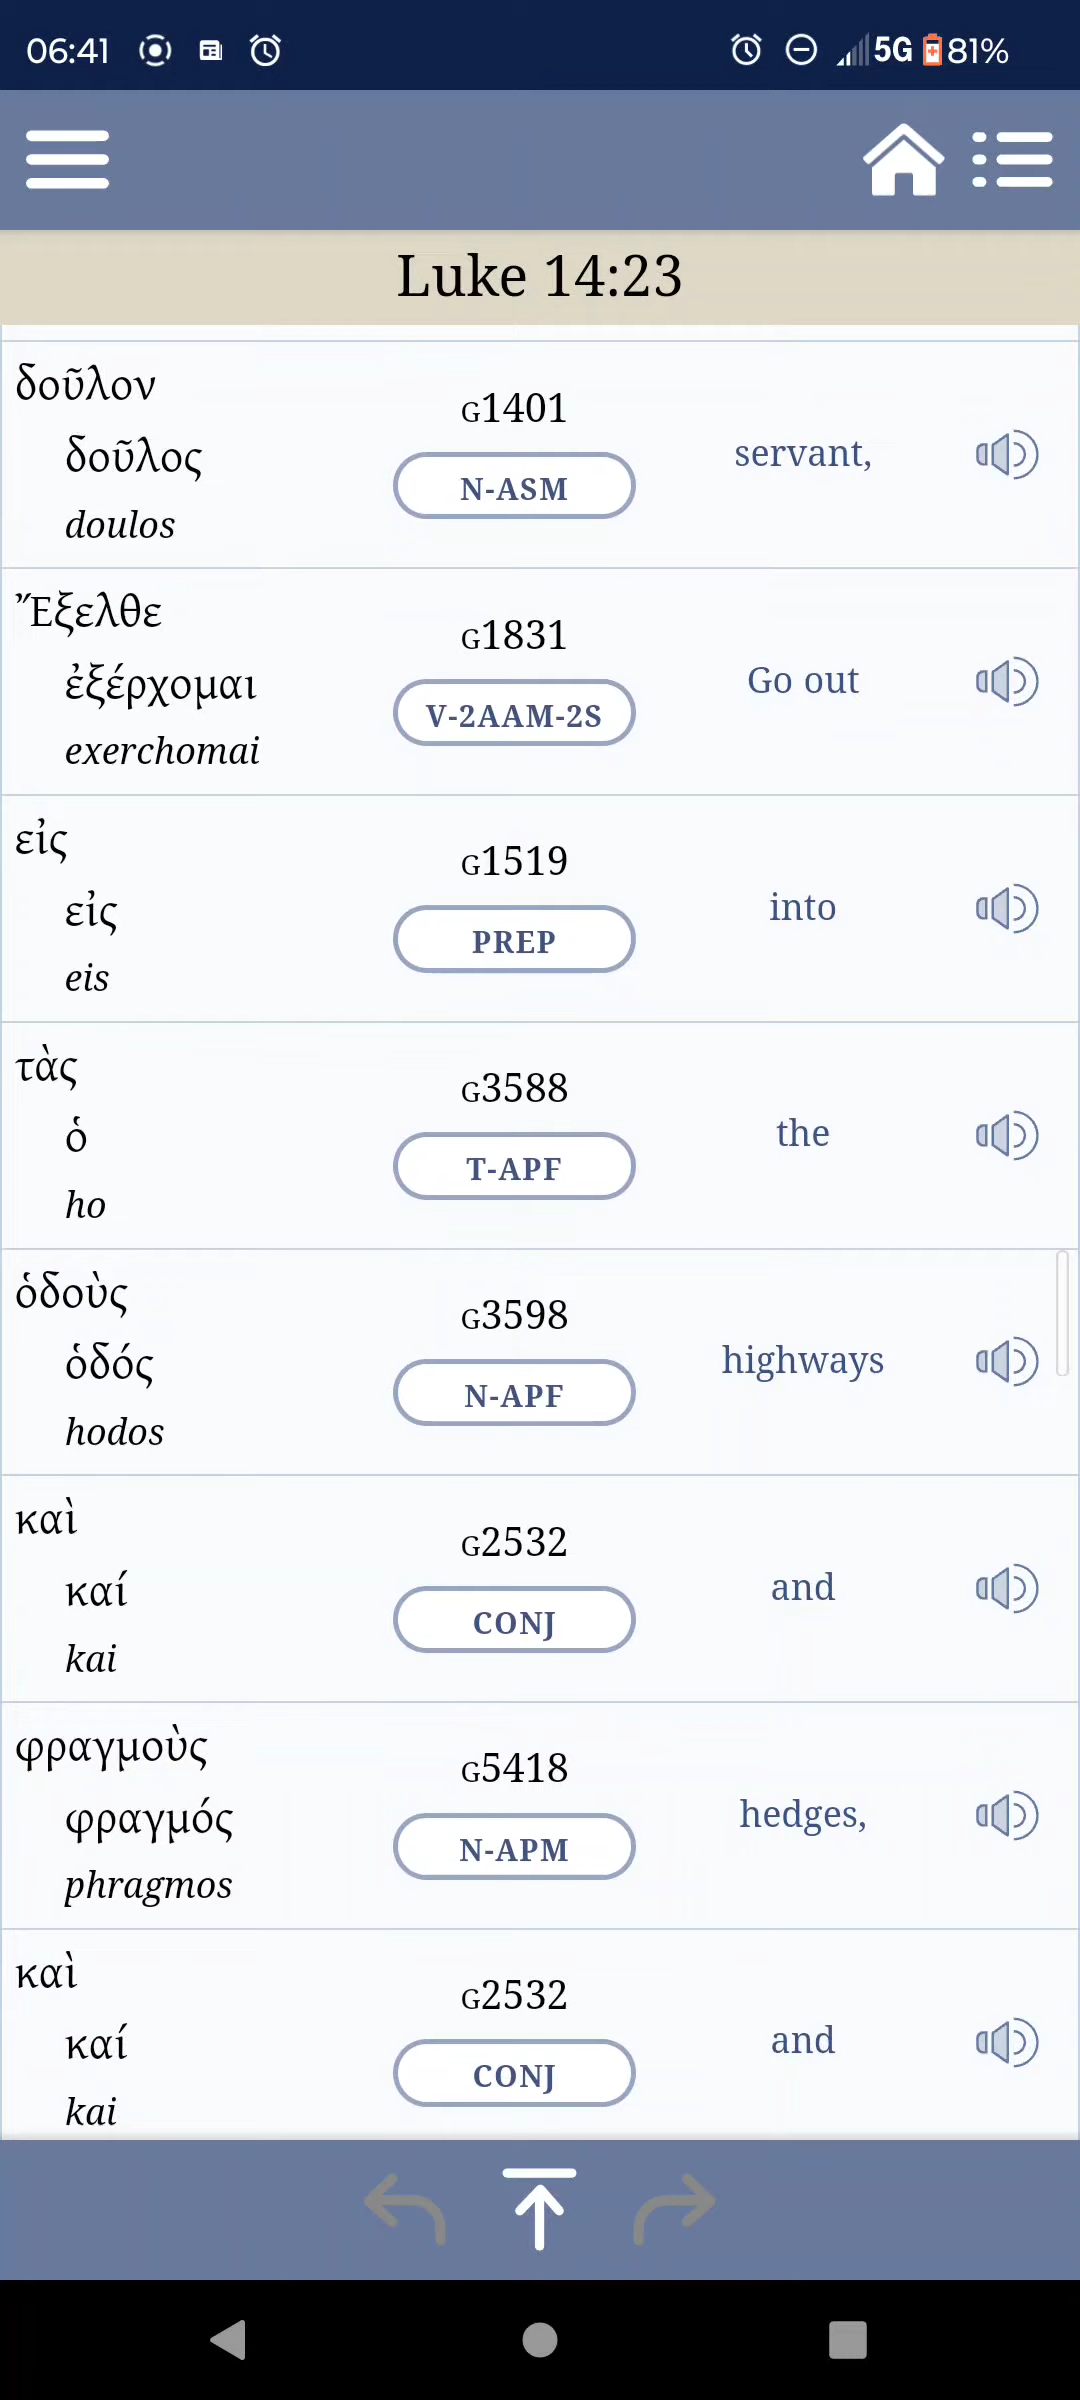 06:41 5G 81%
Luke 14:23
δοῦλον
δοῦλος
doulos
G1401
N-ASM
servant,
Ἔξελθε
ἐξέρχομαι
exerchomai
G1831
V-2AAM-2S
Go out
εἰς
εἰς
eis
G1519
PREP
into
τὰς
ὁ
ho
G3588
T-APF
the
ὁδοὺς
ὁδός
hodos
G3598
N-APF
highways
καὶ
καί
kai
G2532
CONJ
and
φραγμοὺς
φραγμός
phragmos
G5418
N-APM
hedges,
καὶ
καί
kai
G2532
CONJ
and